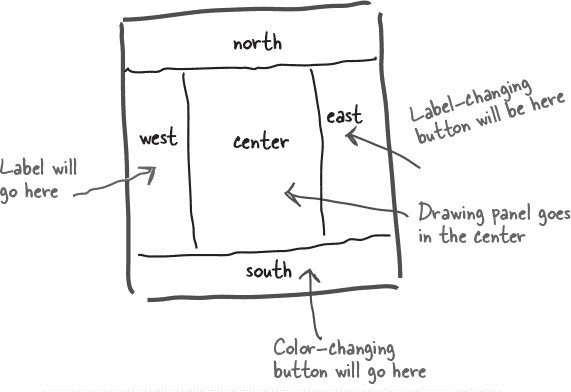 north
west
center
east
south
Label will
go here
Label-changing
button will be here
Drawing panel goes
in the center
Color-changing
button will go here